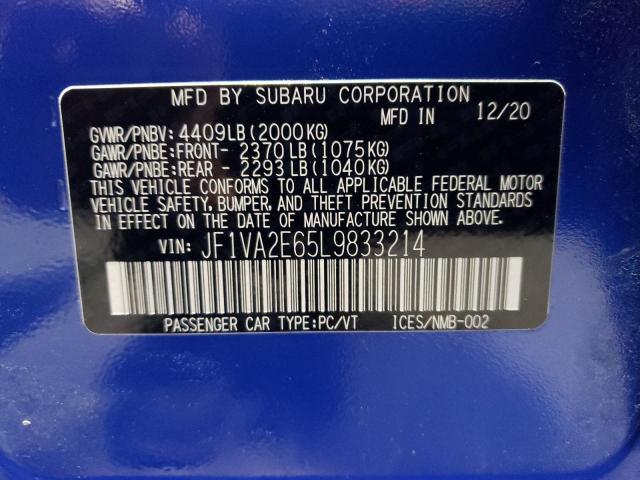 MFD BY SUBARU CORPORATION
MFD IN 12/20
GVWR/PNBV: 4409LB(2000KG)
GAWR/PNBE:FRONT- 2370LB(1075KG)
GAWR/PNBE:REAR - 2293LB(1040KG)
THIS VEHICLE CONFORMS TO ALL APPLICABLE FEDERAL MOTOR
VEHICLE SAFETY, BUMPER, AND THEFT PREVENTION STANDARDS
IN EFFECT ON THE DATE OF MANUFACTURE SHOWN ABOVE.
VIN: JF1VA2E65L9833214
PASSENGER CAR TYPE:PC/VT ICES/NMB-002